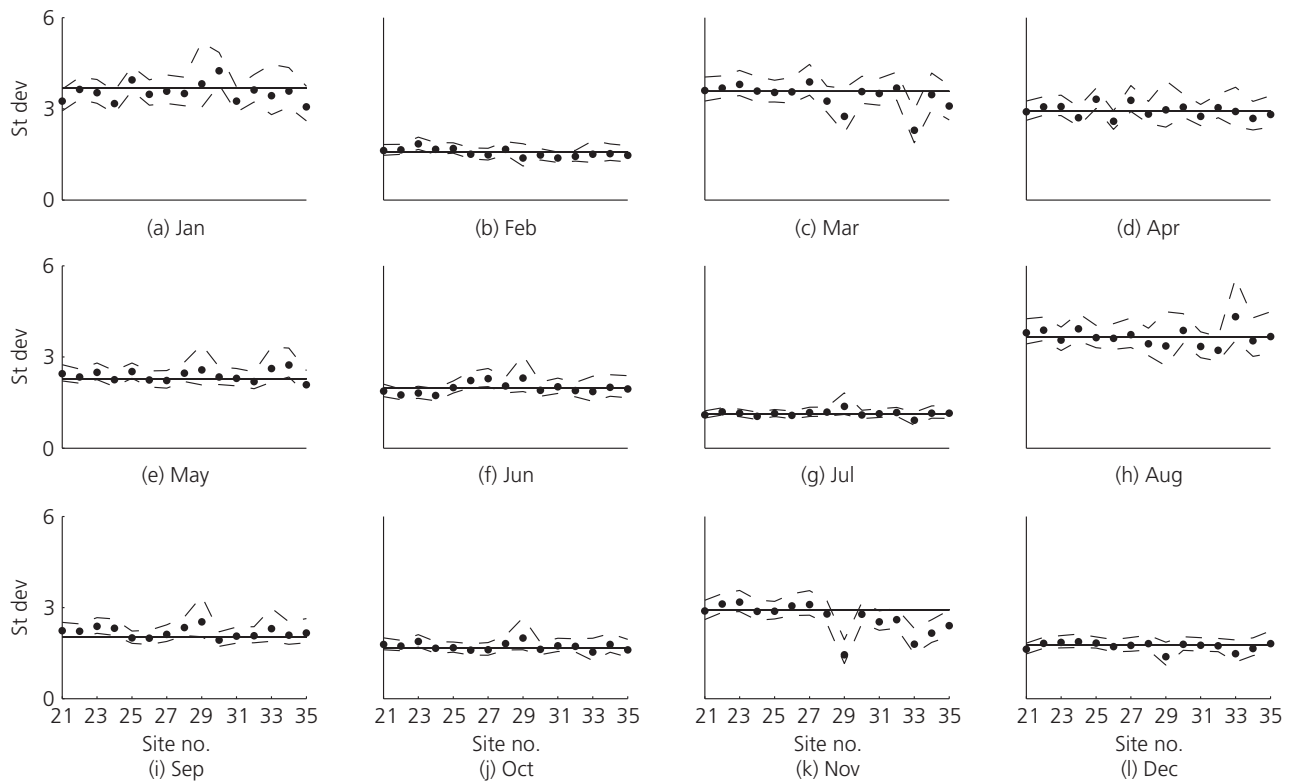 6
3
0
St dev
(a) Jan
(b) Feb
(c) Mar
(d) Apr
6
3
0
St dev
(e) May
(f) Jun
(g) Jul
(h) Aug
6
3
0
St dev
21 23 25 27 29 31 33 35
21 23 25 27 29 31 33 35
21 23 25 27 29 31 33 35
21 23 25 27 29 31 33 35
Site no.
Site no.
Site no.
Site no.
(i) Sep
(j) Oct
(k) Nov
(l) Dec